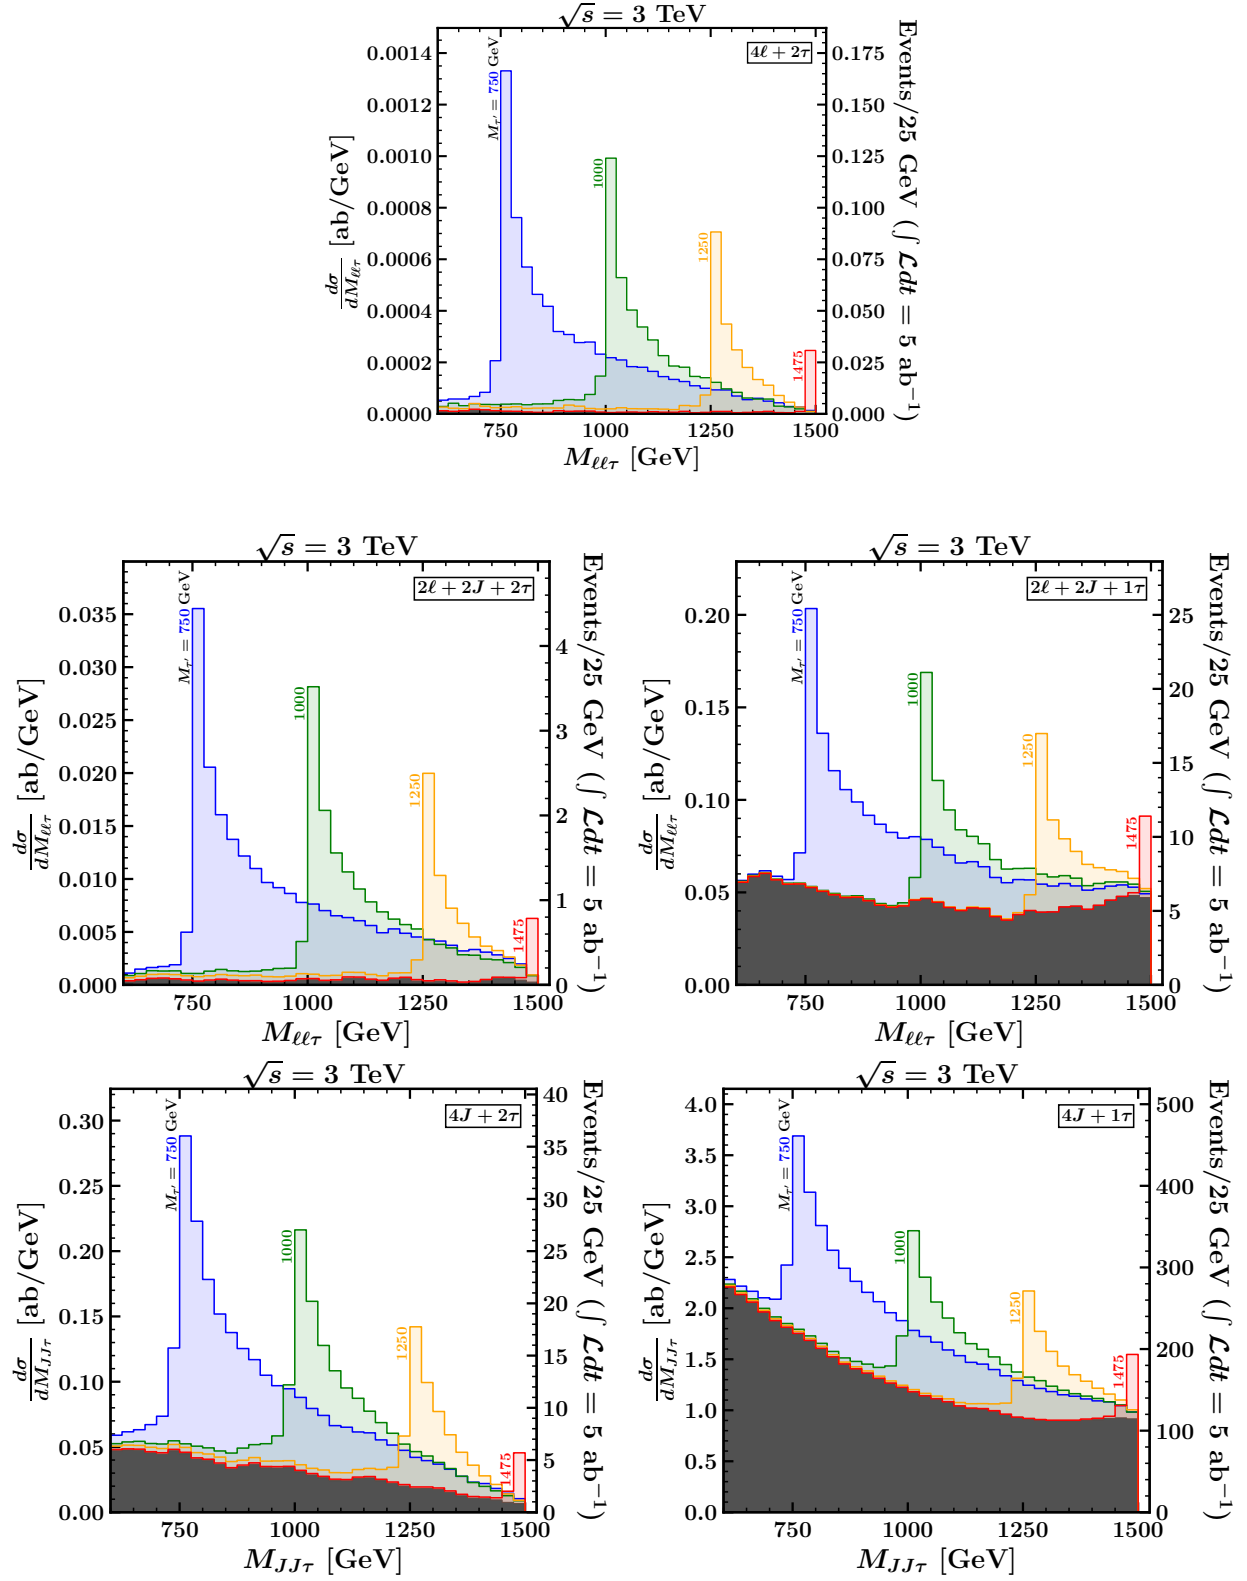 √s = 3 TeV
4ℓ + 2τ
M_τ′ = 750 GeV
1000
1250
1475
0.0014
0.0012
0.0010
0.0008
0.0006
0.0004
0.0002
0.0000
dσ/dM_ℓℓτ [ab/GeV]
0.175
0.150
0.125
0.100
0.075
0.050
0.025
0.000
Events/25 GeV (∫ ℒdt = 5 ab⁻¹)
750 1000 1250 1500
M_ℓℓτ [GeV]
√s = 3 TeV
2ℓ + 2J + 2τ
M_τ′ = 750 GeV
1000
1250
1475
0.035
0.030
0.025
0.020
0.015
0.010
0.005
0.000
dσ/dM_ℓℓτ [ab/GeV]
4
3
2
1
0
Events/25 GeV (∫ ℒdt = 5 ab⁻¹)
750 1000 1250 1500
M_ℓℓτ [GeV]
√s = 3 TeV
2ℓ + 2J + 1τ
M_τ′ = 750 GeV
1000
1250
1475
0.20
0.15
0.10
0.05
0.00
dσ/dM_ℓℓτ [ab/GeV]
25
20
15
10
5
0
Events/25 GeV (∫ ℒdt = 5 ab⁻¹)
750 1000 1250 1500
M_ℓℓτ [GeV]
√s = 3 TeV
4J + 2τ
M_τ′ = 750 GeV
1000
1250
1475
0.30
0.25
0.20
0.15
0.10
0.05
0.00
dσ/dM_JJτ [ab/GeV]
40
35
30
25
20
15
10
5
0
Events/25 GeV (∫ ℒdt = 5 ab⁻¹)
750 1000 1250 1500
M_JJτ [GeV]
√s = 3 TeV
4J + 1τ
M_τ′ = 750 GeV
1000
1250
1475
4.0
3.5
3.0
2.5
2.0
1.5
1.0
0.5
0.0
dσ/dM_JJτ [ab/GeV]
500
400
300
200
100
0
Events/25 GeV (∫ ℒdt = 5 ab⁻¹)
750 1000 1250 1500
M_JJτ [GeV]